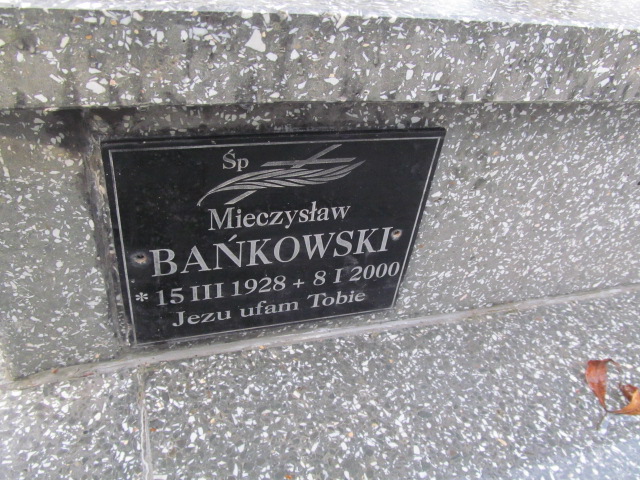 Śp
Mieczysław
BAŃKOWSKI
* 15 III 1928 + 8 I 2000
Jezu ufam Tobie